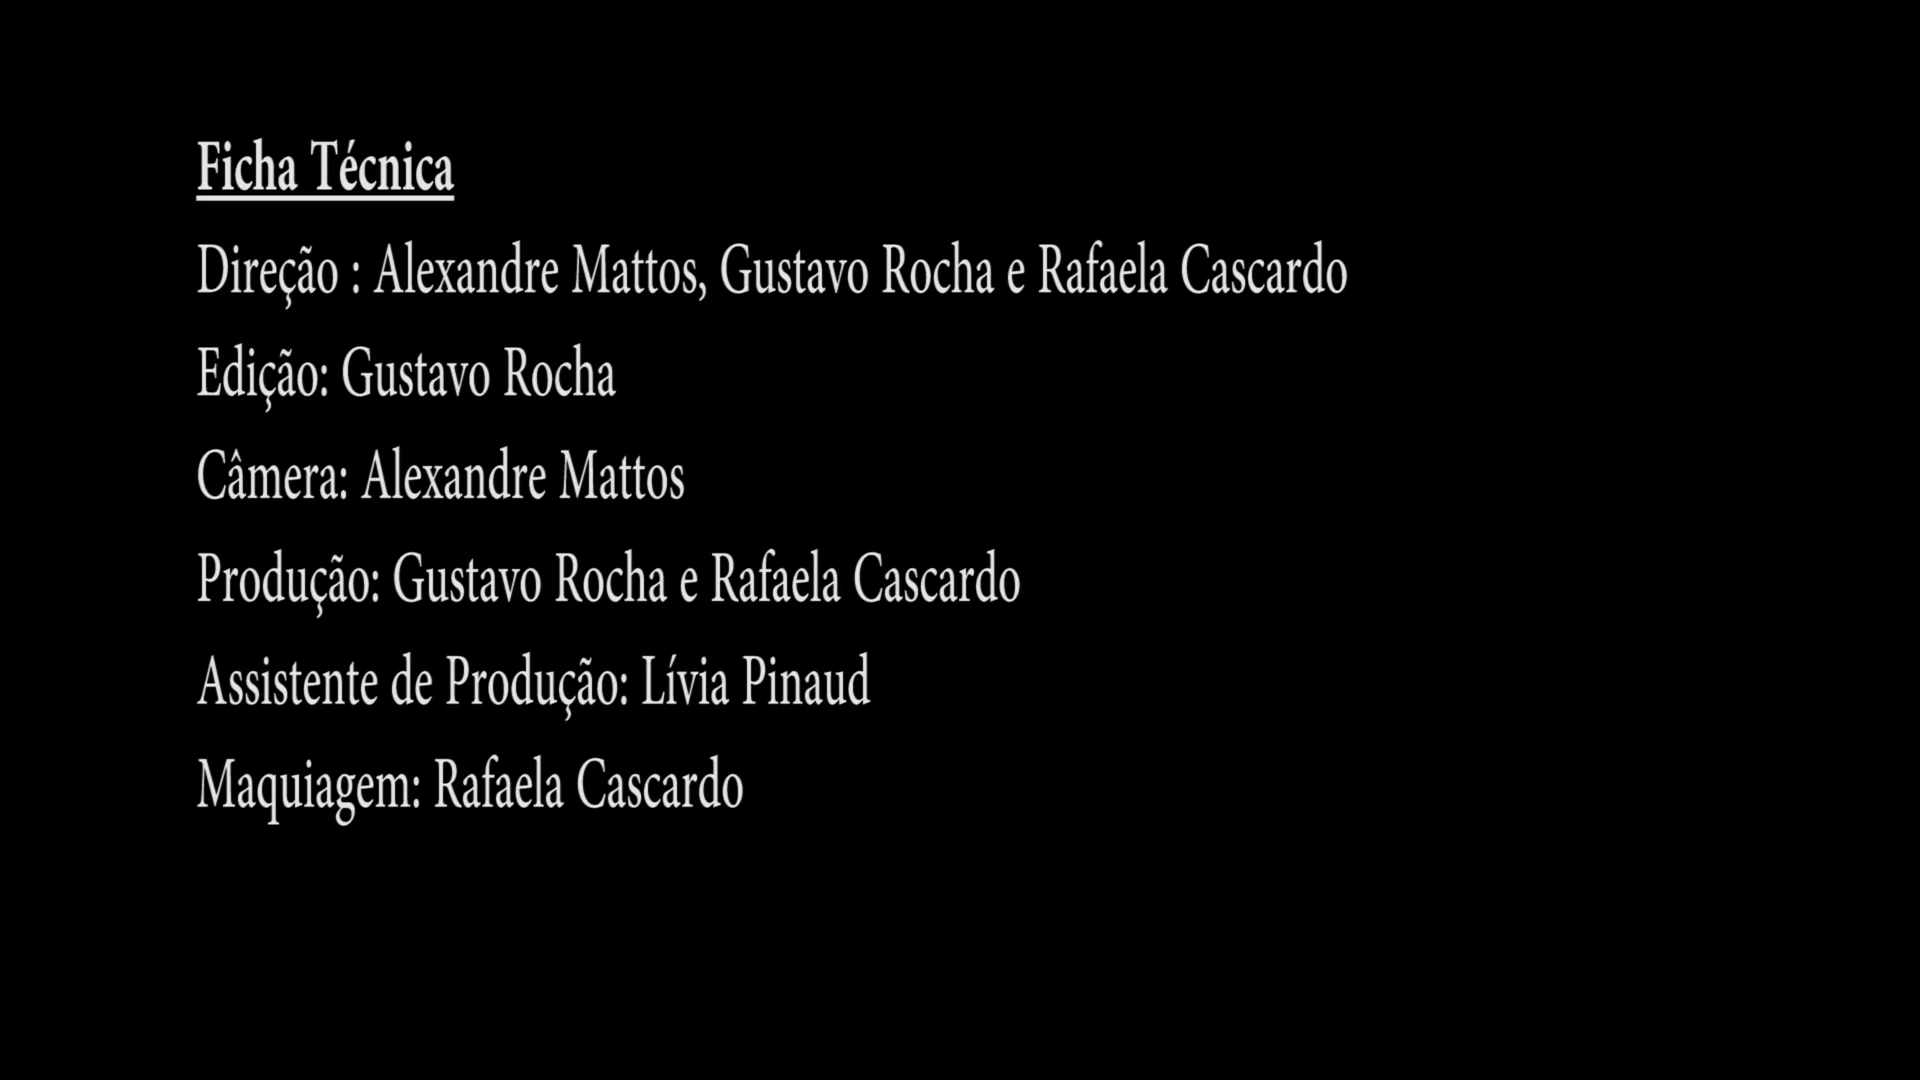 Ficha Técnica
Direção : Alexandre Mattos, Gustavo Rocha e Rafaela Cascardo
Edição: Gustavo Rocha
Câmera: Alexandre Mattos
Produção: Gustavo Rocha e Rafaela Cascardo
Assistente de Produção: Lívia Pinaud
Maquiagem: Rafaela Cascardo